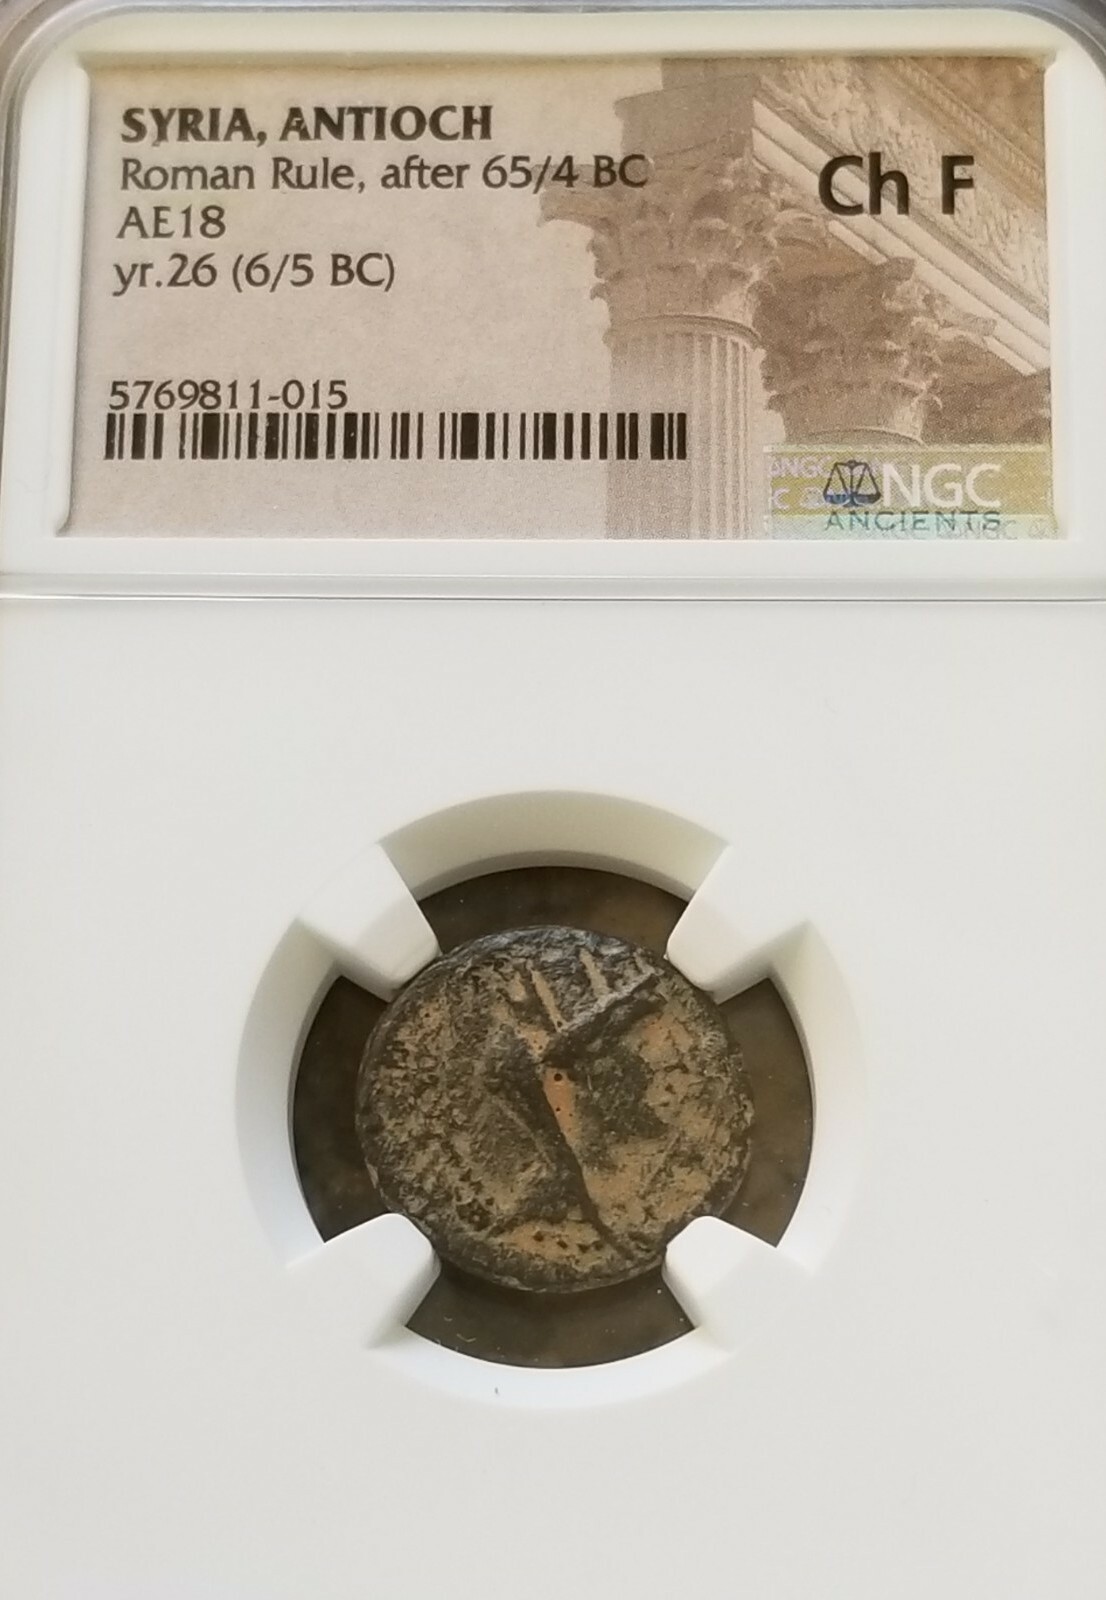 SYRIA, ANTIOCH
Roman Rule, after 65/4 BC
AE18
yr.26 (6/5 BC)
Ch F
5769811-015
NGC
ANCIENTS